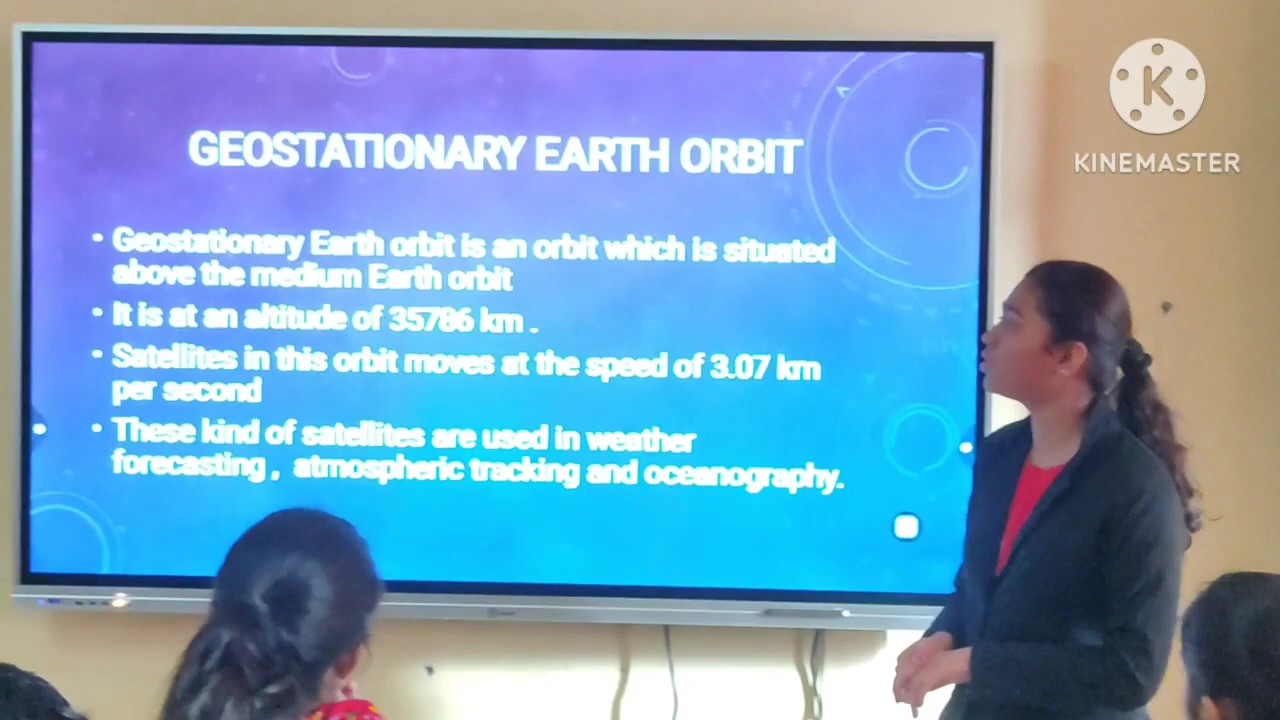 GEOSTATIONARY EARTH ORBIT
• Geostationary Earth orbit is an orbit which is situated
above the medium Earth orbit
• It is at an altitude of 35786 km .
• Satellites in this orbit moves at the speed of 3.07 km
per second
• These kind of satellites are used in weather
forecasting , atmospheric tracking and oceanography.
K
KINEMASTER